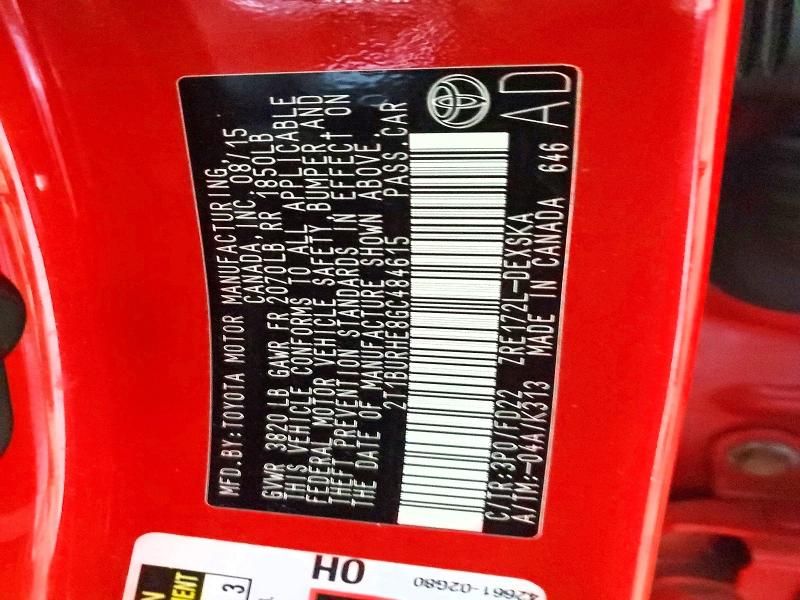 MFD.BY: TOYOTA MOTOR MANUFACTURING,
CANADA, INC. 08/15
GVWR 3820 LB GAWR FR 2070LB RR 1850LB
THIS VEHICLE CONFORMS TO ALL APPLICABLE
FEDERAL MOTOR VEHICLE SAFETY, BUMPER, AND
THEFT PREVENTION STANDARDS IN EFFECT ON
THE DATE OF MANUFACTURE SHOWN ABOVE.
2T1BURHE8GC484615 PASS.CAR
C/TR:3P0/FD22 ZRE172L-DEXSKA
A/TM:-04A/K313 MADE IN CANADA 646 AD
HO
42661-02G80
3